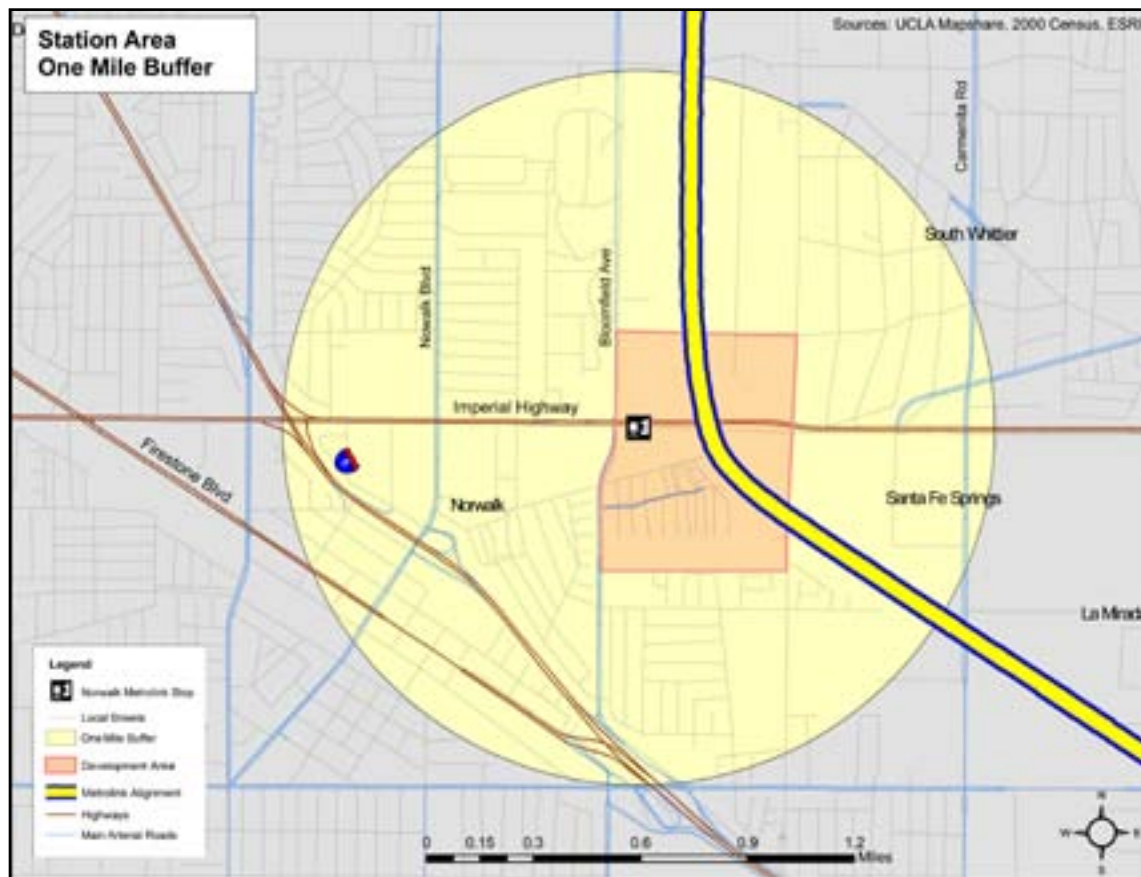 Station Area
One Mile Buffer
Sources: UCLA Mapshare, 2000 Census, ESRI
Carmenita Rd
South Whittier
Bloomfield Ave
Nowalk Blvd
Imperial Highway
Firestone Blvd
Norwalk
Santa Fe Springs
La Mirada
Legend
Norwalk Metrolink Stop
Local Streets
One Mile Buffer
Development Area
Metrolink Alignment
Highways
Main Arterial Roads
0 0.15 0.3 0.6 0.9 1.2
Miles
N
W E
S